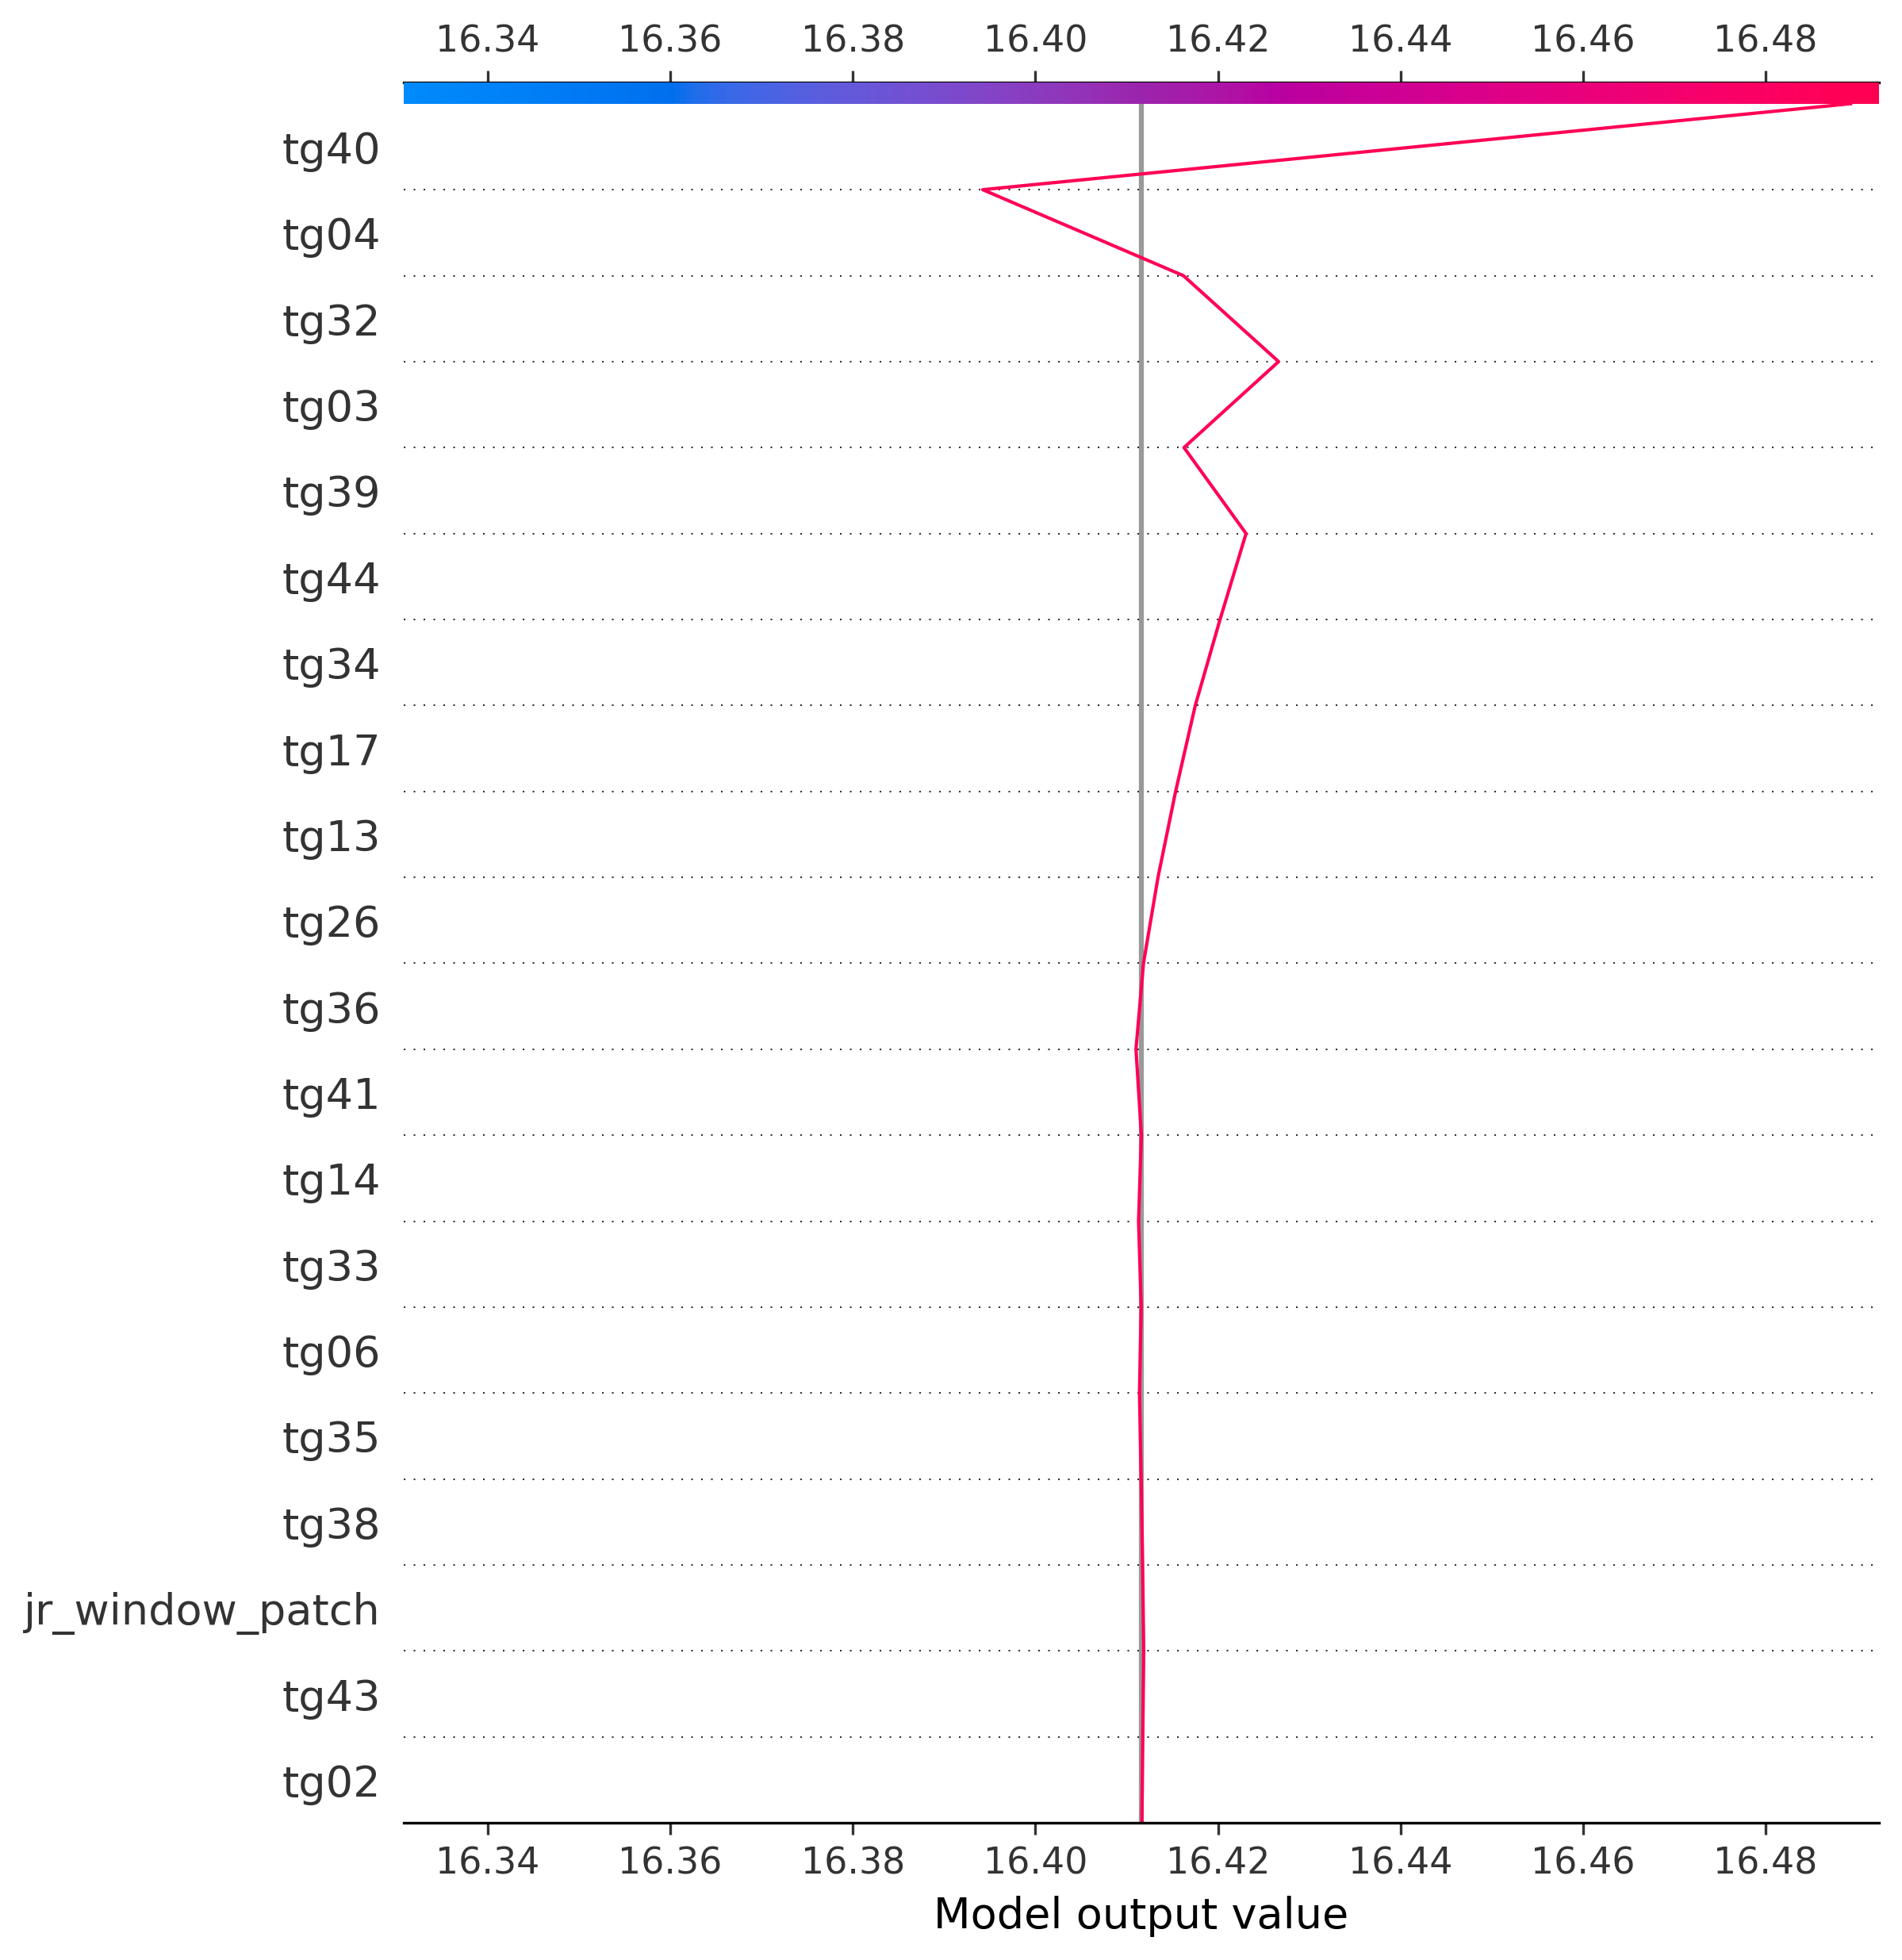 16.34 16.36 16.38 16.40 16.42 16.44 16.46 16.48
tg40
tg04
tg32
tg03
tg39
tg44
tg34
tg17
tg13
tg26
tg36
tg41
tg14
tg33
tg06
tg35
tg38
jr_window_patch
tg43
tg02
16.34 16.36 16.38 16.40 16.42 16.44 16.46 16.48
Model output value